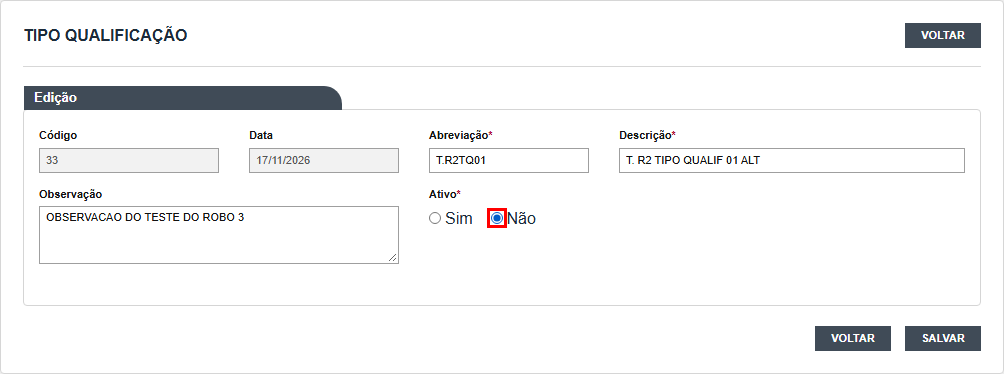 TIPO QUALIFICAÇÃO
VOLTAR
Edição
Código
Data
Abreviação*
Descrição*
33
17/11/2026
T.R2TQ01
T. R2 TIPO QUALIF 01 ALT
Observação
Ativo*
OBSERVACAO DO TESTE DO ROBO 3
Sim
Não
VOLTAR
SALVAR